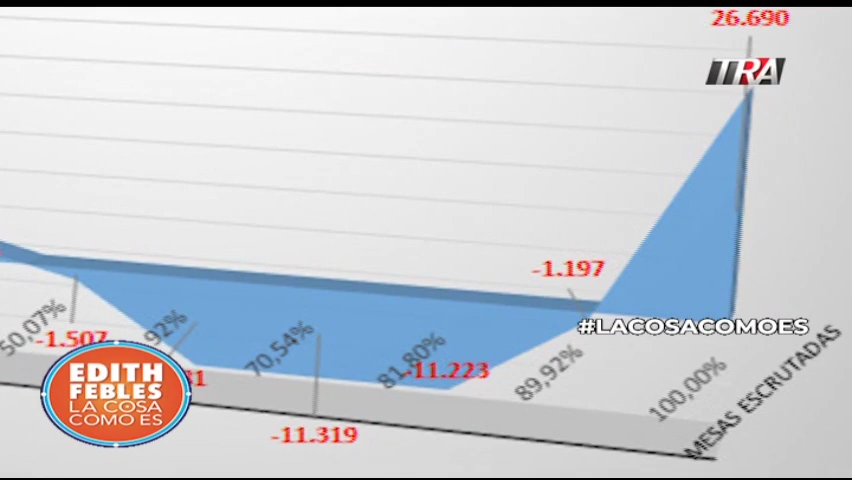 26.690
TRA
-1.197
#LACOSACOMOES
50,07%
-1.507
92%
31
70,54%
81,80%
-11.223
89,92%
100,00%
MESAS ESCRUTADAS
-11.319
EDITH
FEBLES
LA COSA
COMO ES